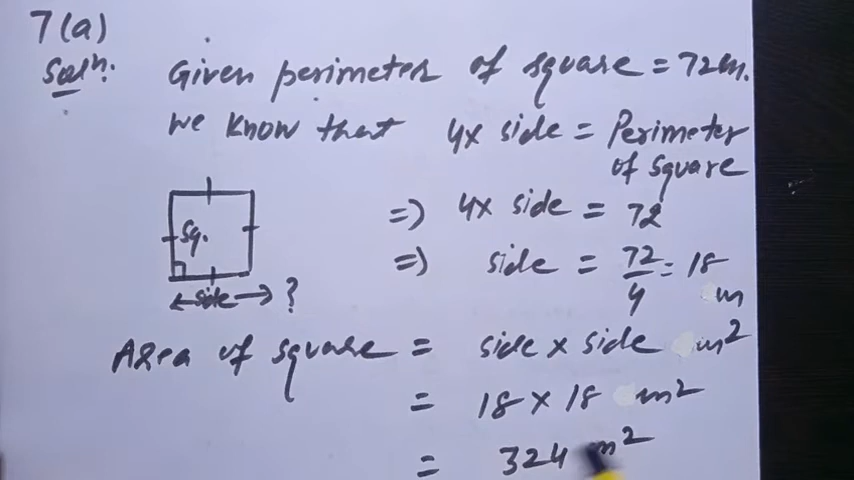 7(a)
Soln. Given perimeter of square = 72m.
We know that 4x side = Perimeter
of square
=) 4x side = 72
Sq.
=) side = 72/4 = 18
m
side ?
Area of square = side x side m²
= 18 x 18 m²
= 324 m²